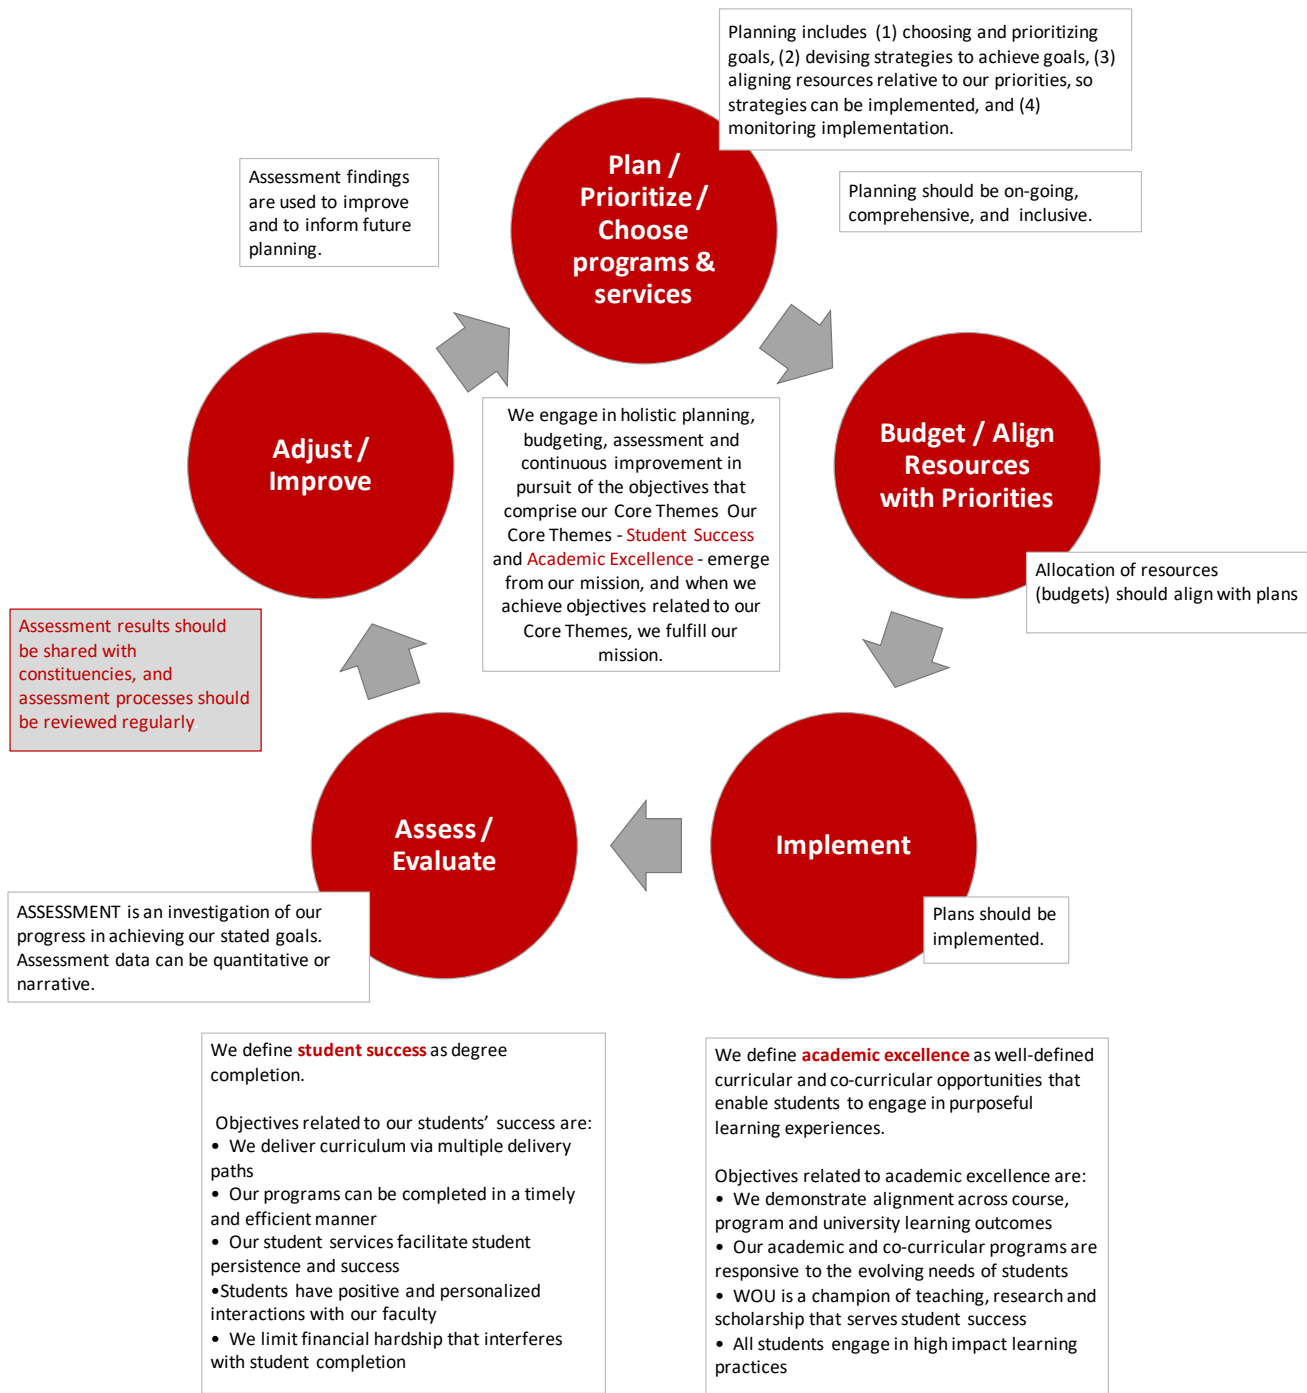 Planning includes (1) choosing and prioritizing
goals, (2) devising strategies to achieve goals, (3)
aligning resources relative to our priorities, so
strategies can be implemented, and (4)
monitoring implementation.
Plan /
Prioritize /
Choose
programs &
services
Assessment findings
are used to improve
and to inform future
planning.
Planning should be on-going,
comprehensive, and inclusive.
Adjust /
Improve
We engage in holistic planning,
budgeting, assessment and
continuous improvement in
pursuit of the objectives that
comprise our Core Themes Our
Core Themes - Student Success
and Academic Excellence - emerge
from our mission, and when we
achieve objectives related to our
Core Themes, we fulfill our
mission.
Budget / Align
Resources
with Priorities
Allocation of resources
(budgets) should align with plans
Assessment results should
be shared with
constituencies, and
assessment processes should
be reviewed regularly.
Assess /
Evaluate
Implement
ASSESSMENT is an investigation of our
progress in achieving our stated goals.
Assessment data can be quantitative or
narrative.
Plans should be
implemented.
We define student success as degree
completion.
Objectives related to our students’ success are:
• We deliver curriculum via multiple delivery
paths
• Our programs can be completed in a timely
and efficient manner
• Our student services facilitate student
persistence and success
•Students have positive and personalized
interactions with our faculty
• We limit financial hardship that interferes
with student completion
We define academic excellence as well-defined
curricular and co-curricular opportunities that
enable students to engage in purposeful
learning experiences.
Objectives related to academic excellence are:
• We demonstrate alignment across course,
program and university learning outcomes
• Our academic and co-curricular programs are
responsive to the evolving needs of students
• WOU is a champion of teaching, research and
scholarship that serves student success
• All students engage in high impact learning
practices